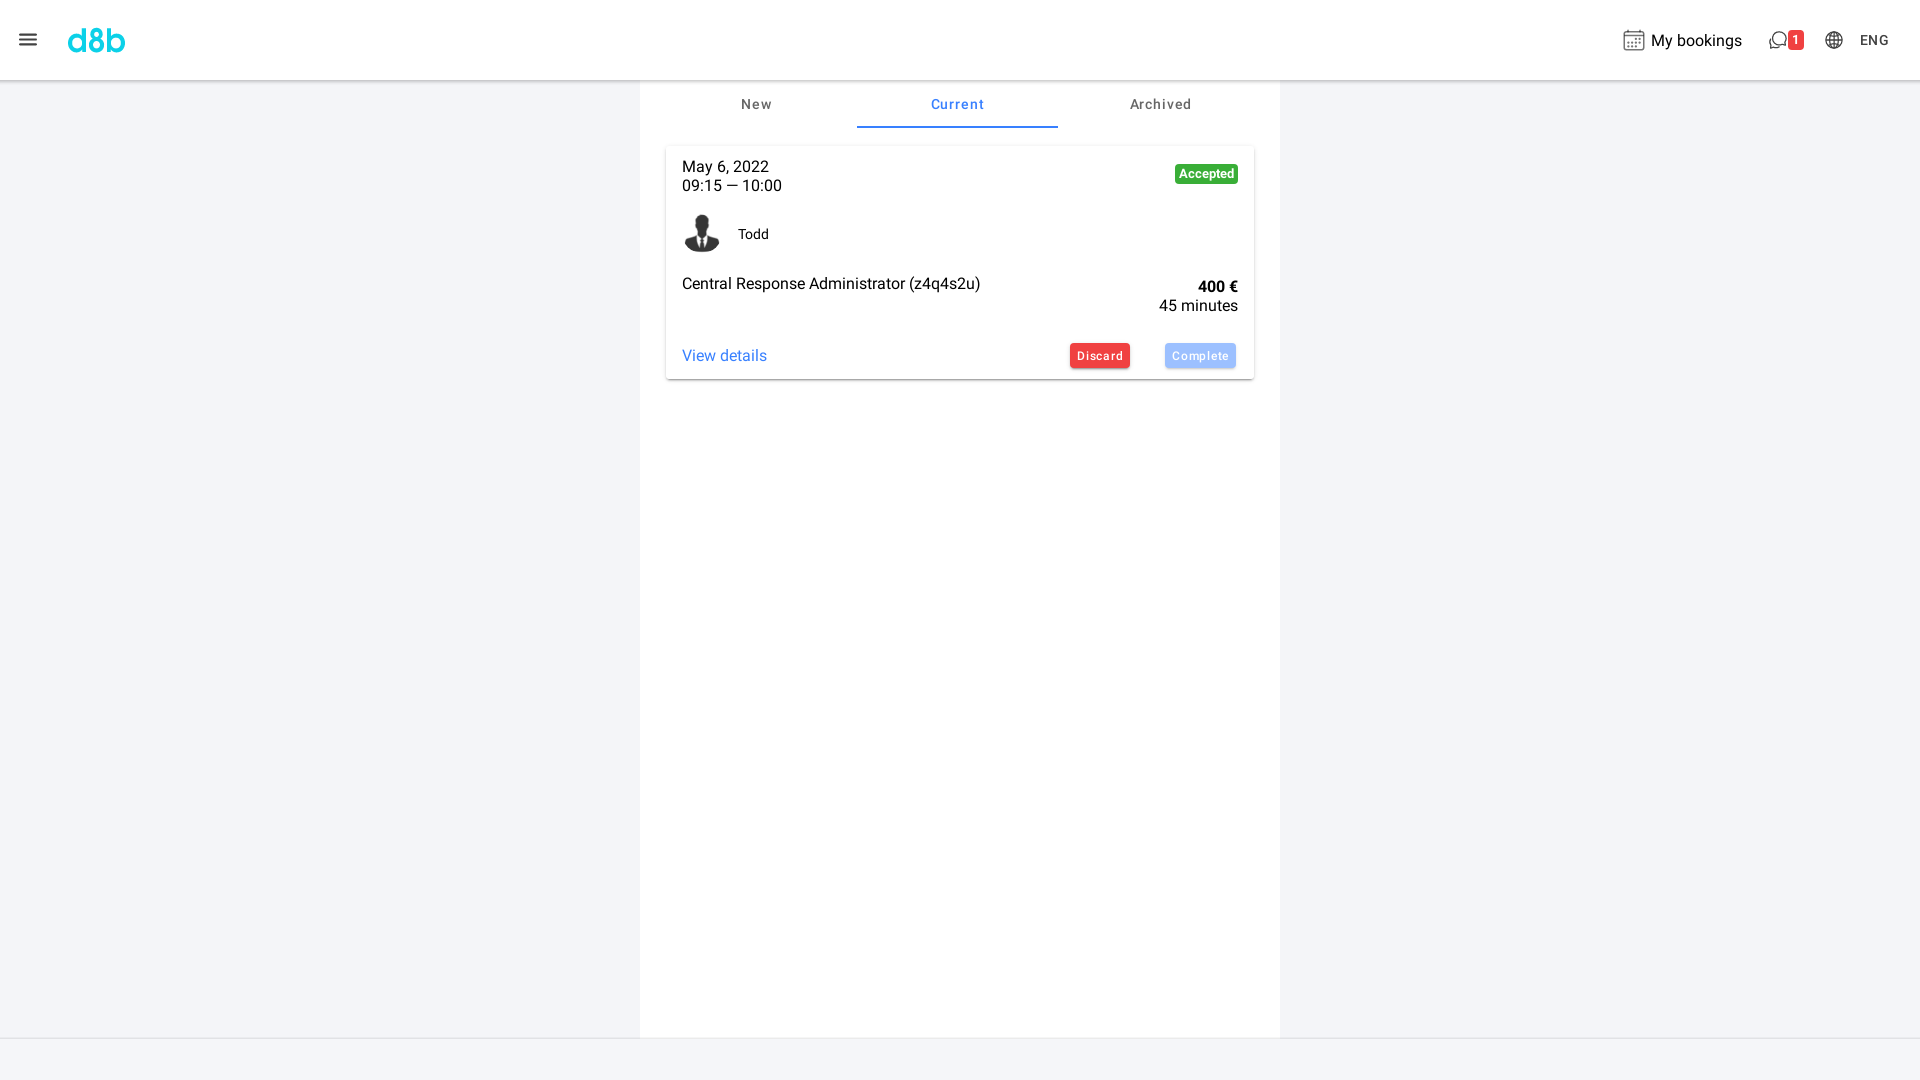 d8b
My bookings
1
ENG
New
Current
Archived
May 6, 2022
09:15 — 10:00
Accepted
Todd
Central Response Administrator (z4q4s2u)
400 €
45 minutes
View details
Discard
Complete